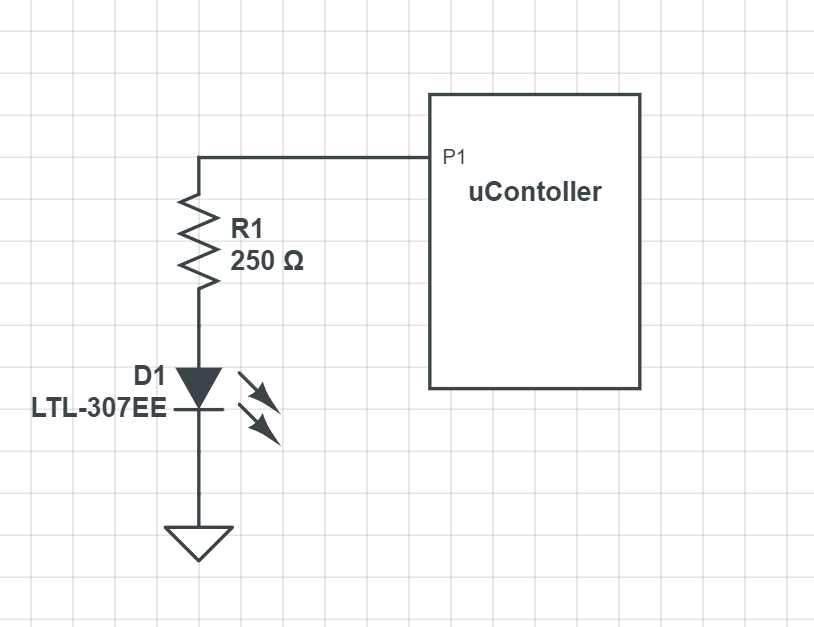 P1
uContoller
R1
250 Ω
D1
LTL-307EE